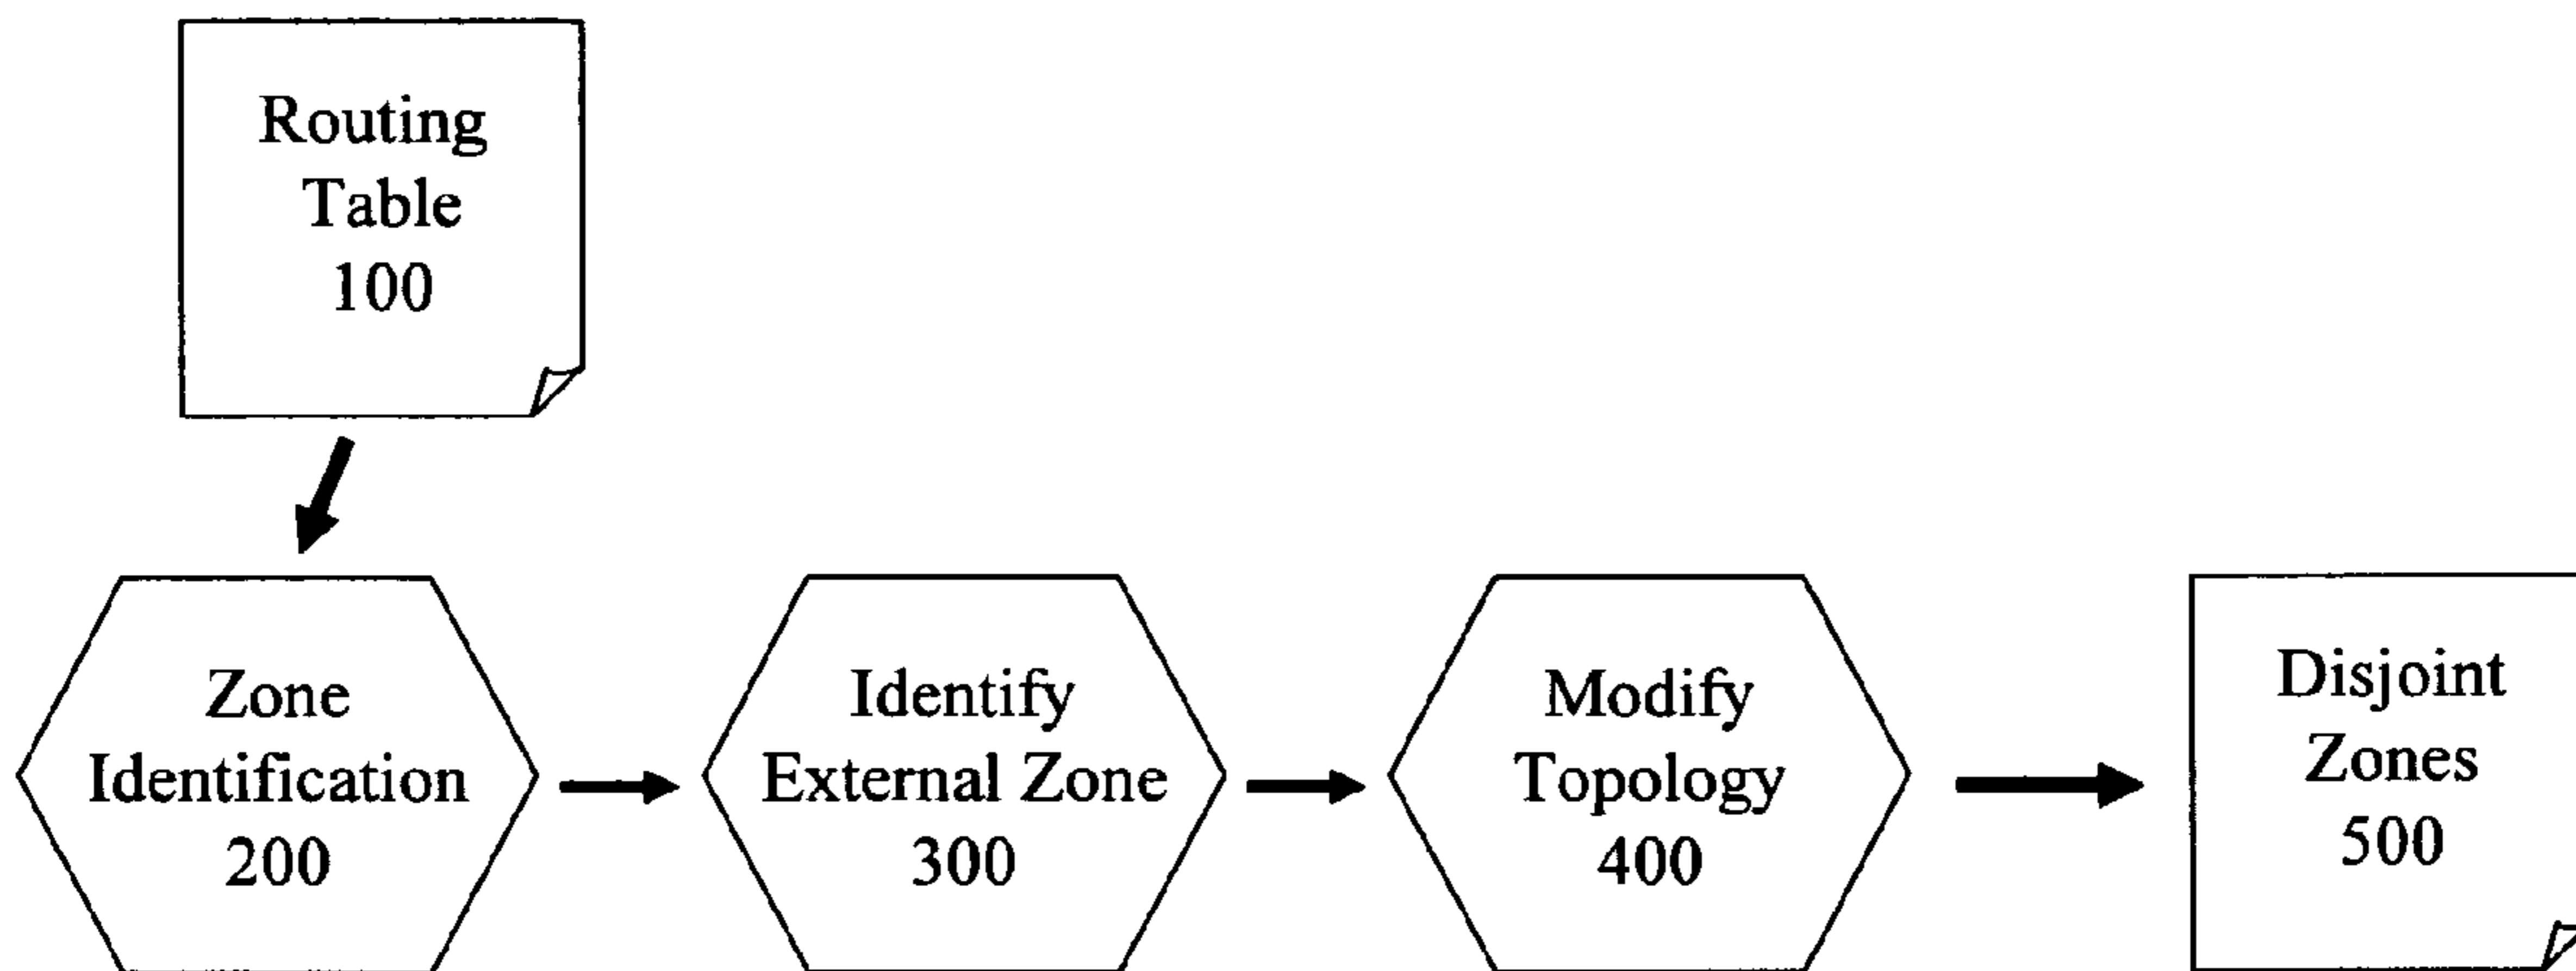 Routing
Table
100
Zone
Identification
200
Identify
External Zone
300
Modify
Topology
400
Disjoint
Zones
500